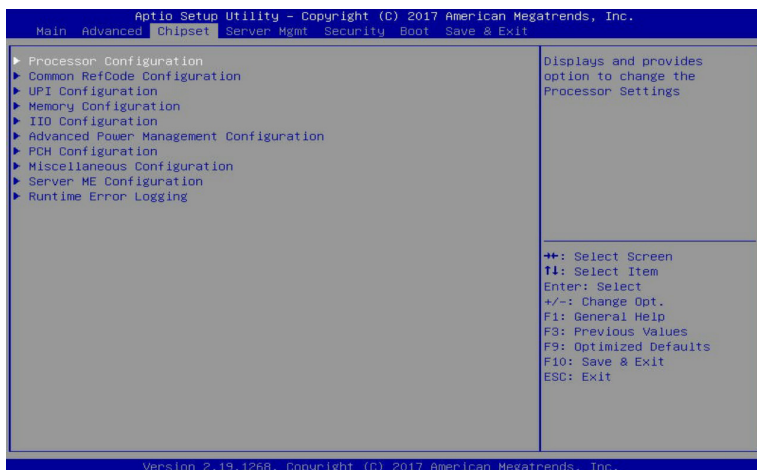 Aptio Setup Utility – Copyright (C) 2017 American Megatrends, Inc.
Main Advanced Chipset Server Mgmt Security Boot Save & Exit
▶ Processor Configuration
▶ Common RefCode Configuration
▶ UPI Configuration
▶ Memory Configuration
▶ IIO Configuration
▶ Advanced Power Management Configuration
▶ PCH Configuration
▶ Miscellaneous Configuration
▶ Server ME Configuration
▶ Runtime Error Logging
Displays and provides
option to change the
Processor Settings
→←: Select Screen
↑↓: Select Item
Enter: Select
+/-: Change Opt.
F1: General Help
F3: Previous Values
F9: Optimized Defaults
F10: Save & Exit
ESC: Exit
Version 2.19.1268. Copyright (C) 2017 American Megatrends, Inc.